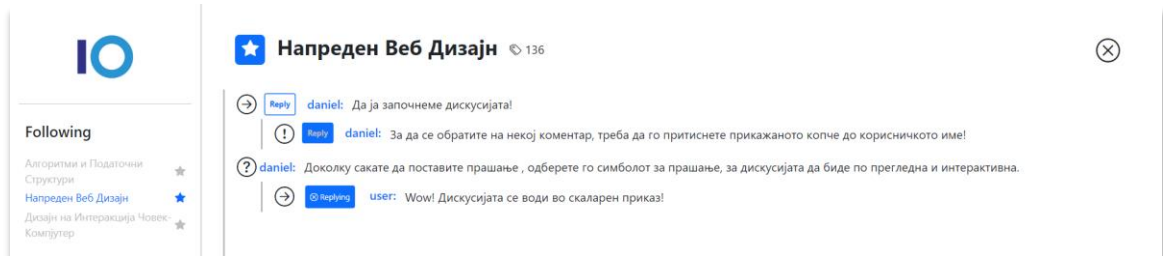 IO
Напреден Веб Дизајн 136
Following
Алгоритми и Податочни
Структури
Напреден Веб Дизајн
Дизајн на Интеракција Човек-
Компјутер
Reply daniel: Да ја започнеме дискусијата!
Reply daniel: За да се обратите на некој коментар, треба да го притиснете прикажаното копче до корисничкото име!
daniel: Доколку сакате да поставите прашање , одберете го симболот за прашање, за дискусијата да биде по прегледна и интерактивна.
Replying user: Wow! Дискусијата се води во скаларен приказ!